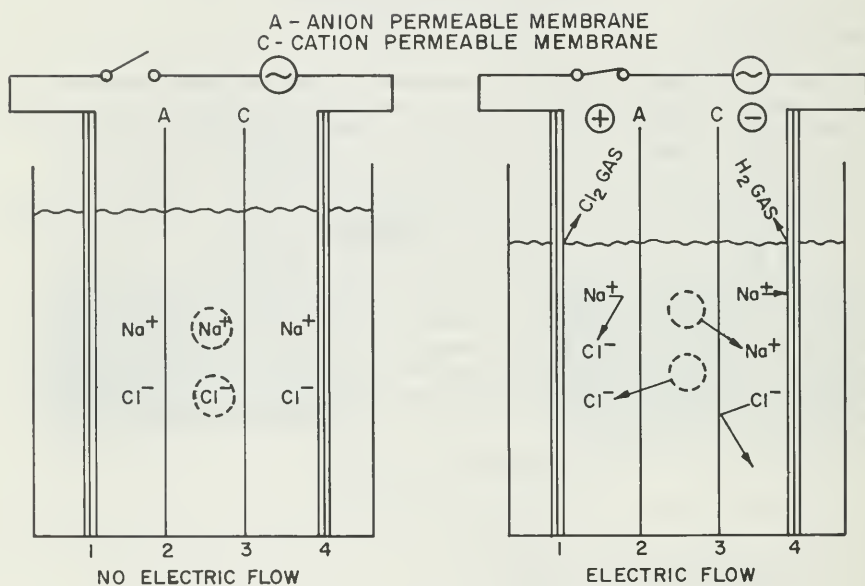 A – ANION PERMEABLE MEMBRANE
C – CATION PERMEABLE MEMBRANE
A C
Na⁺ Na⁺ Na⁺
Cl⁻ Cl⁻ Cl⁻
1 2 3 4
NO ELECTRIC FLOW
+ A C −
Cl₂ GAS H₂ GAS
Na⁺ Na⁺
Cl⁻ Na⁺
Cl⁻ Cl⁻
1 2 3 4
ELECTRIC FLOW